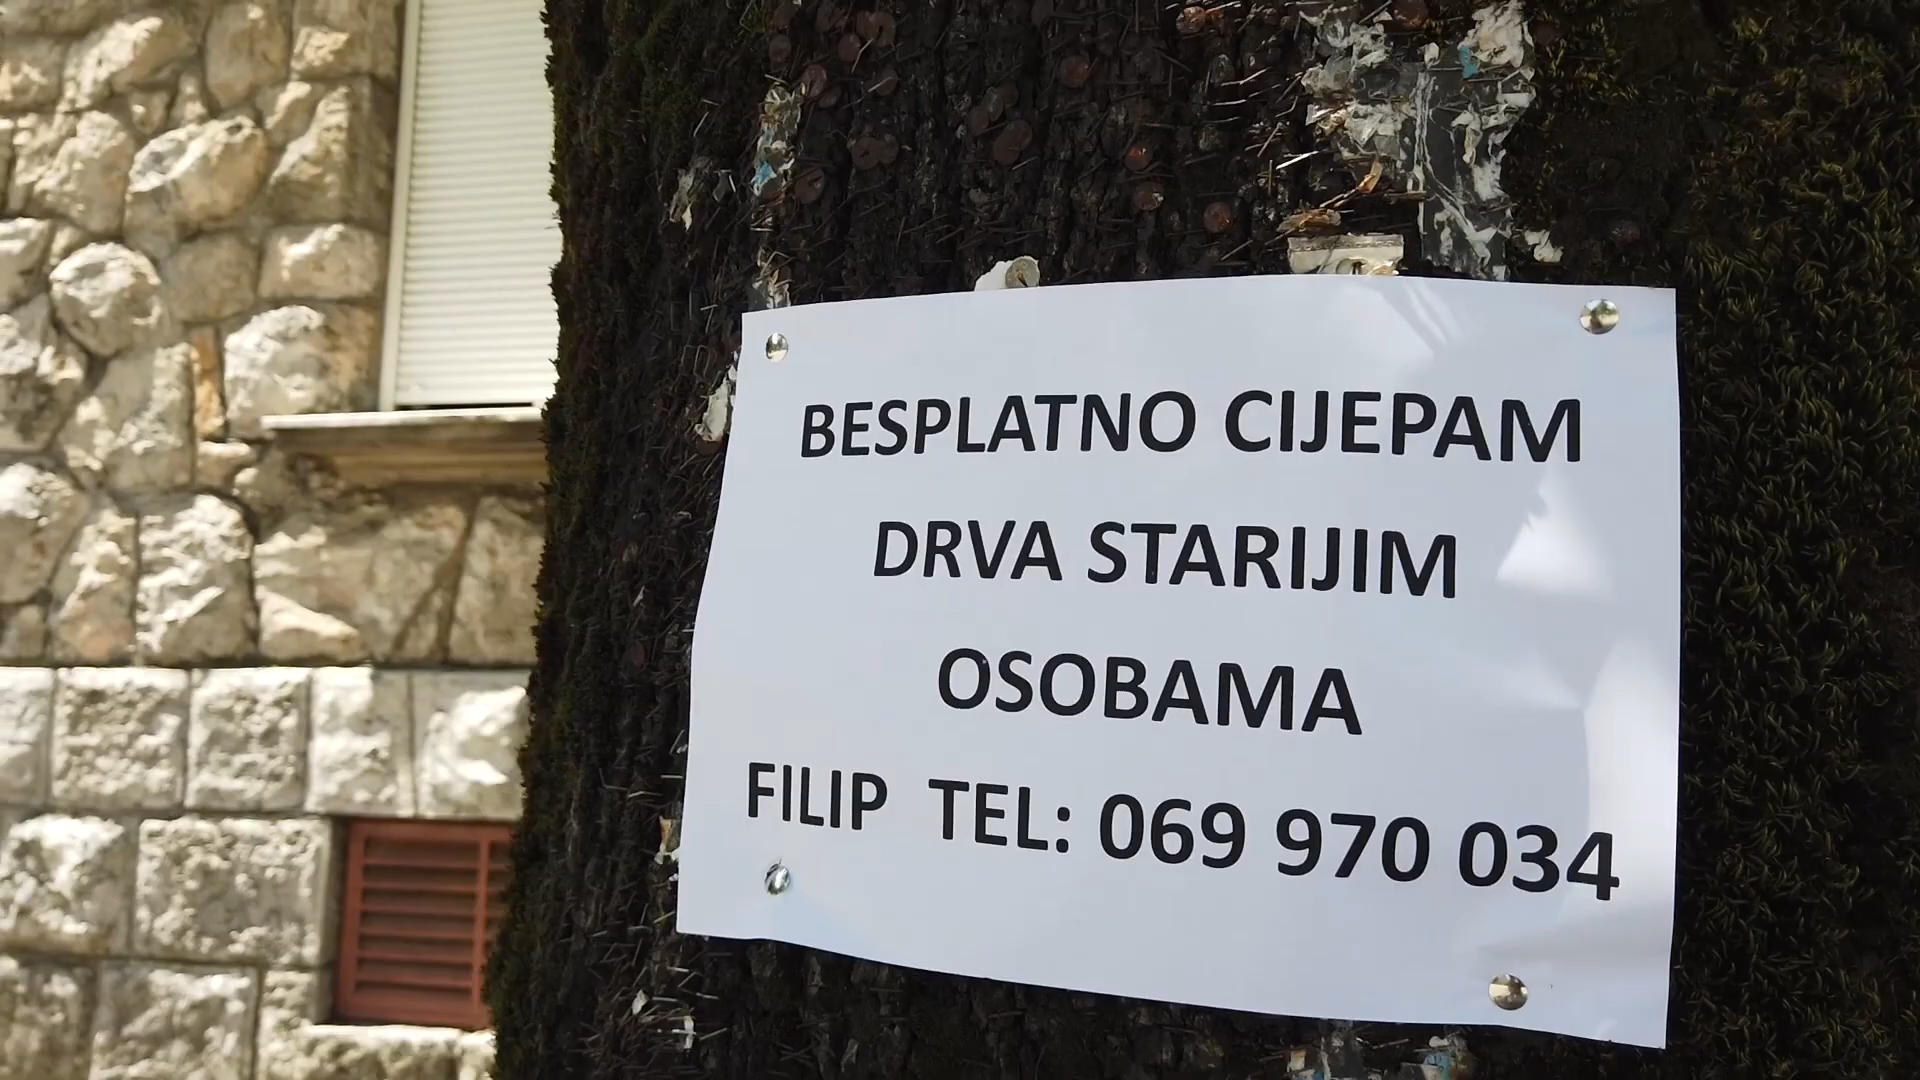 BESPLATNO CIJEPAM
DRVA STARIJIM
OSOBAMA
FILIP TEL: 069 970 034